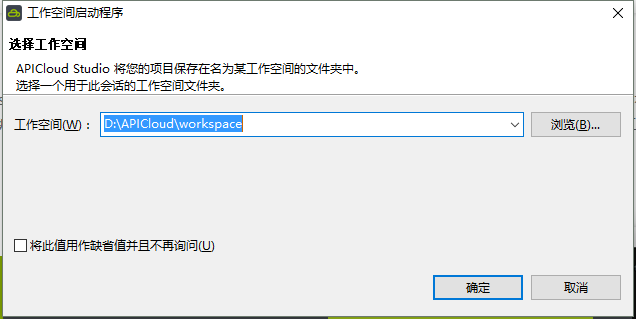 工作空间启动程序
选择工作空间
APICloud Studio 将您的项目保存在名为某工作空间的文件夹中。
选择一个用于此会话的工作空间文件夹。
工作空间(W)： D:\APICloud\workspace 浏览(B)...
将此值用作缺省值并且不再询问(U)
确定 取消